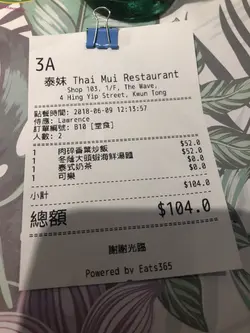 3A
泰妹 Thai Mui Restaurant
Shop 103, 1/F, The Wave,
4 Hing Yip Street, Kwun Tong
點餐時間: 2018-06-09 12:13:57
侍應: Lawrence
訂單編號: B10 [堂食]
人數: 2
1 肉碎香葉炒飯 $52.0
1 冬蔭大頭蝦海鮮湯麵 $52.0
1 泰式奶茶 $0.0
1 可樂 $0.0
小計 $104.0
總額 $104.0
謝謝光臨
Powered by Eats365